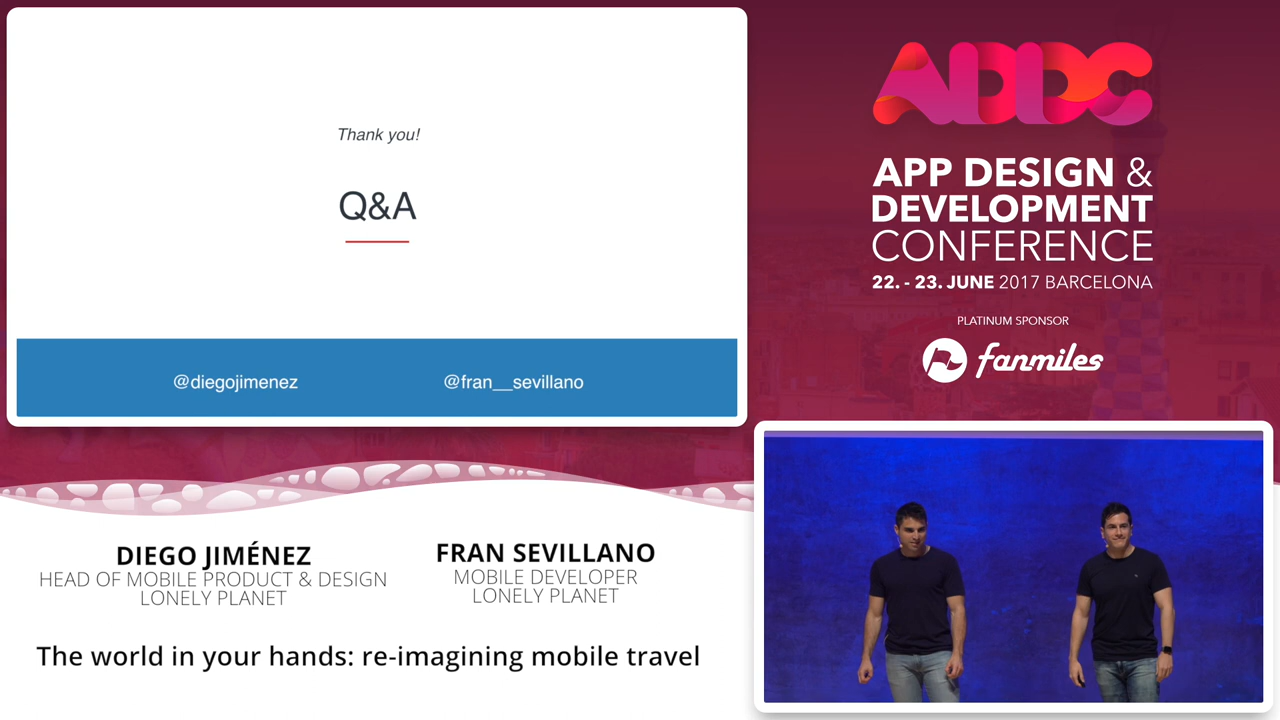 Thank you!
Q&A
@diegojimenez
@fran__sevillano
ADDC
APP DESIGN &
DEVELOPMENT
CONFERENCE
22. - 23. JUNE 2017 BARCELONA
PLATINUM SPONSOR
fanmiles
DIEGO JIMÉNEZ
HEAD OF MOBILE PRODUCT & DESIGN
LONELY PLANET
FRAN SEVILLANO
MOBILE DEVELOPER
LONELY PLANET
The world in your hands: re-imagining mobile travel